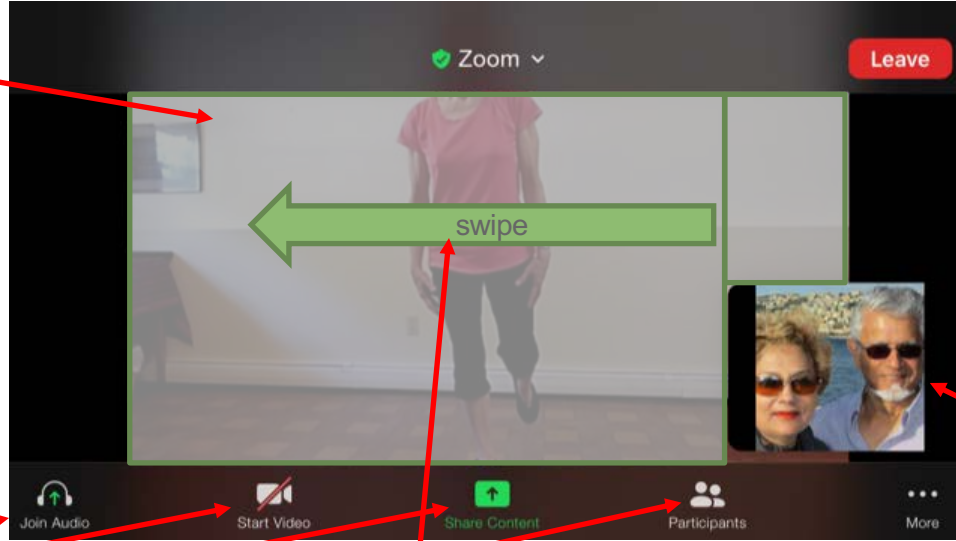 Zoom
Leave
swipe
Join Audio
Start Video
Share Content
Participants
More